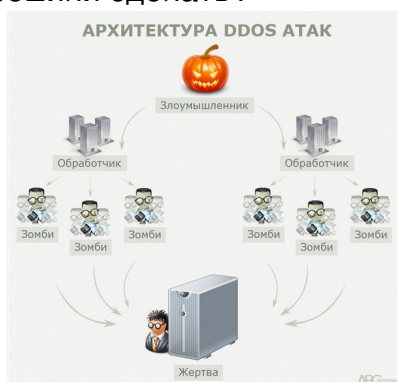 АРХИТЕКТУРА DDOS АТАК
Злоумышленник
Обработчик
Обработчик
Зомби
Зомби
Зомби
Зомби
Зомби
Зомби
Жертва